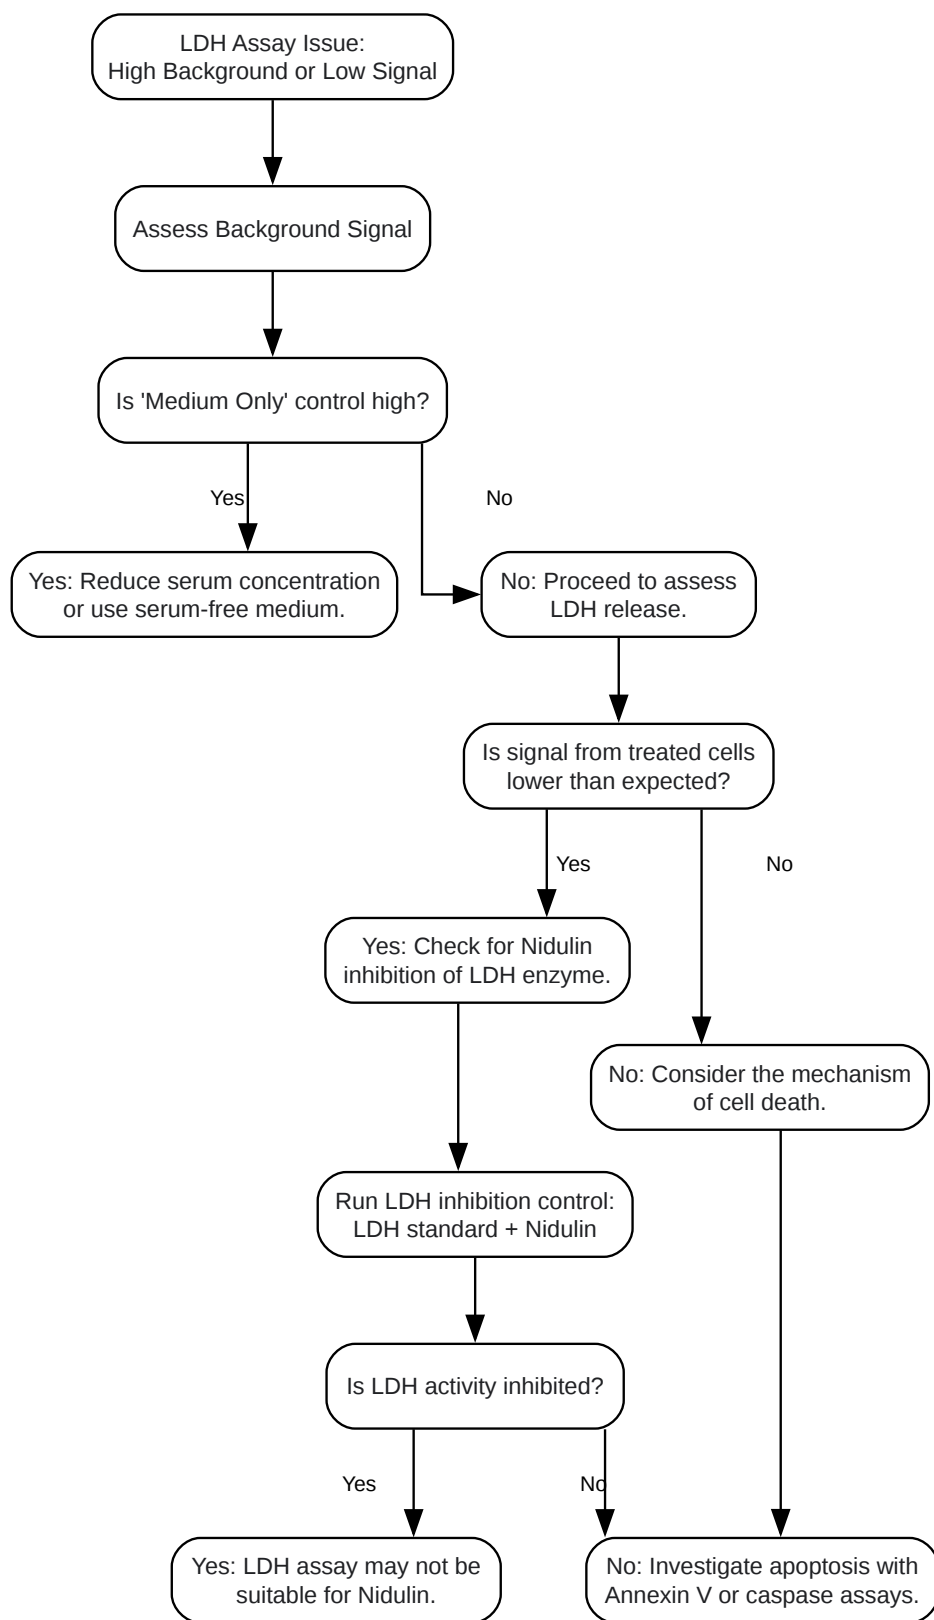 LDH Assay Issue:
High Background or Low Signal
Assess Background Signal
Is 'Medium Only' control high?
Yes
No
Yes: Reduce serum concentration
or use serum-free medium.
No: Proceed to assess
LDH release.
Is signal from treated cells
lower than expected?
Yes
No
Yes: Check for Nidulin
inhibition of LDH enzyme.
No: Consider the mechanism
of cell death.
Run LDH inhibition control:
LDH standard + Nidulin
Is LDH activity inhibited?
Yes
No
Yes: LDH assay may not be
suitable for Nidulin.
No: Investigate apoptosis with
Annexin V or caspase assays.